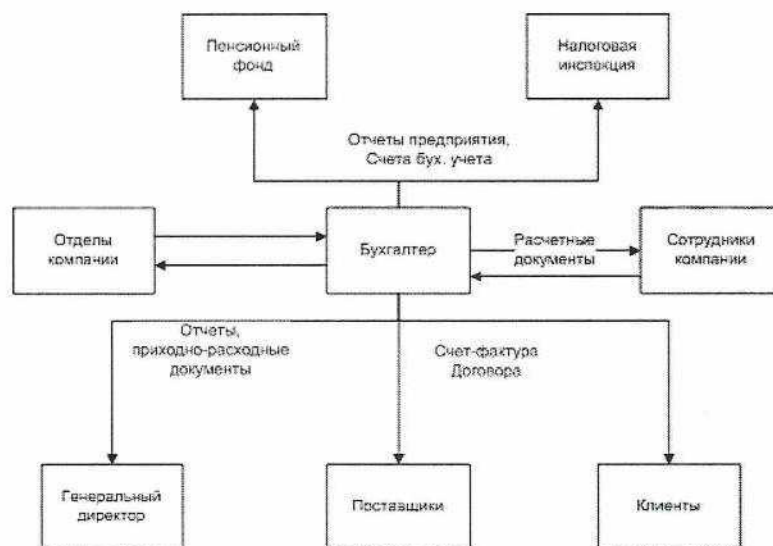 Пенсионный
фонд
Налоговая
инспекция
Отчеты предприятия,
Счета бух. учета
Отделы
компании
Бухгалтер
Расчетные
документы
Сотрудники
компании
Отчеты,
приходно-расходные
документы
Счет-фактура
Договора
Генеральный
директор
Поставщики
Клиенты